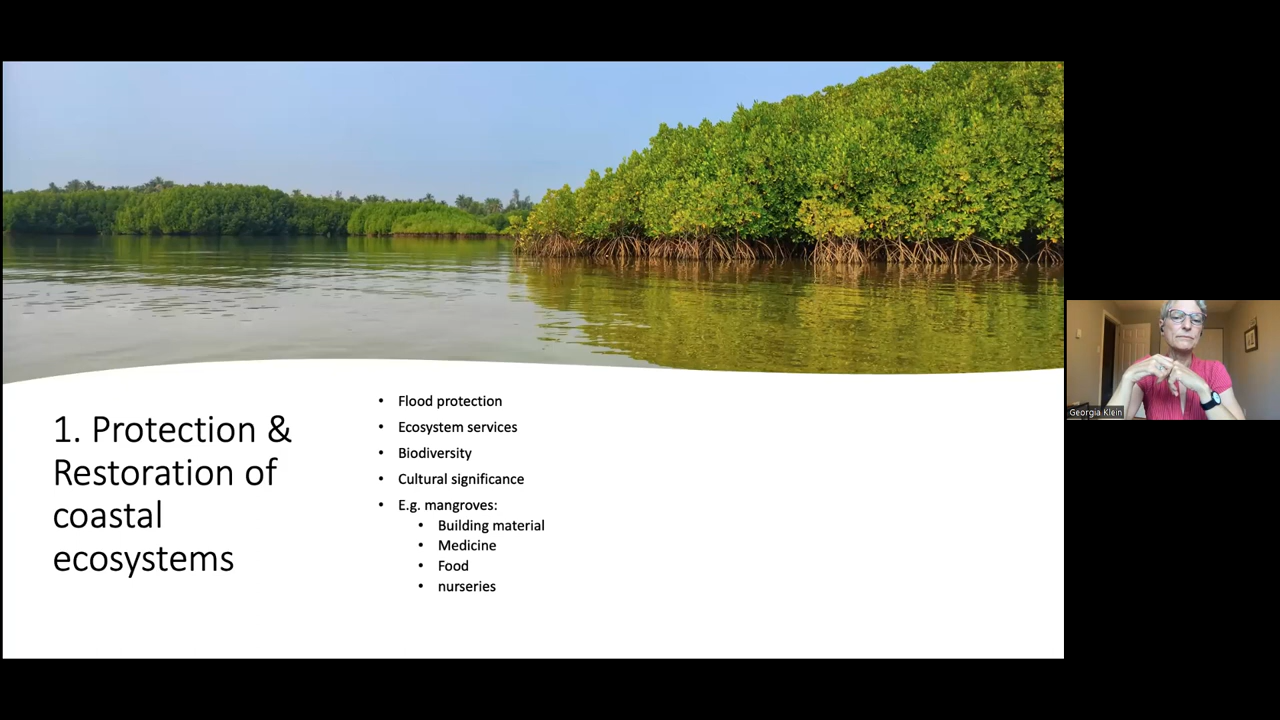 1. Protection &
Restoration of
coastal
ecosystems
• Flood protection
• Ecosystem services
• Biodiversity
• Cultural significance
• E.g. mangroves:
• Building material
• Medicine
• Food
• nurseries
Georgia Klein